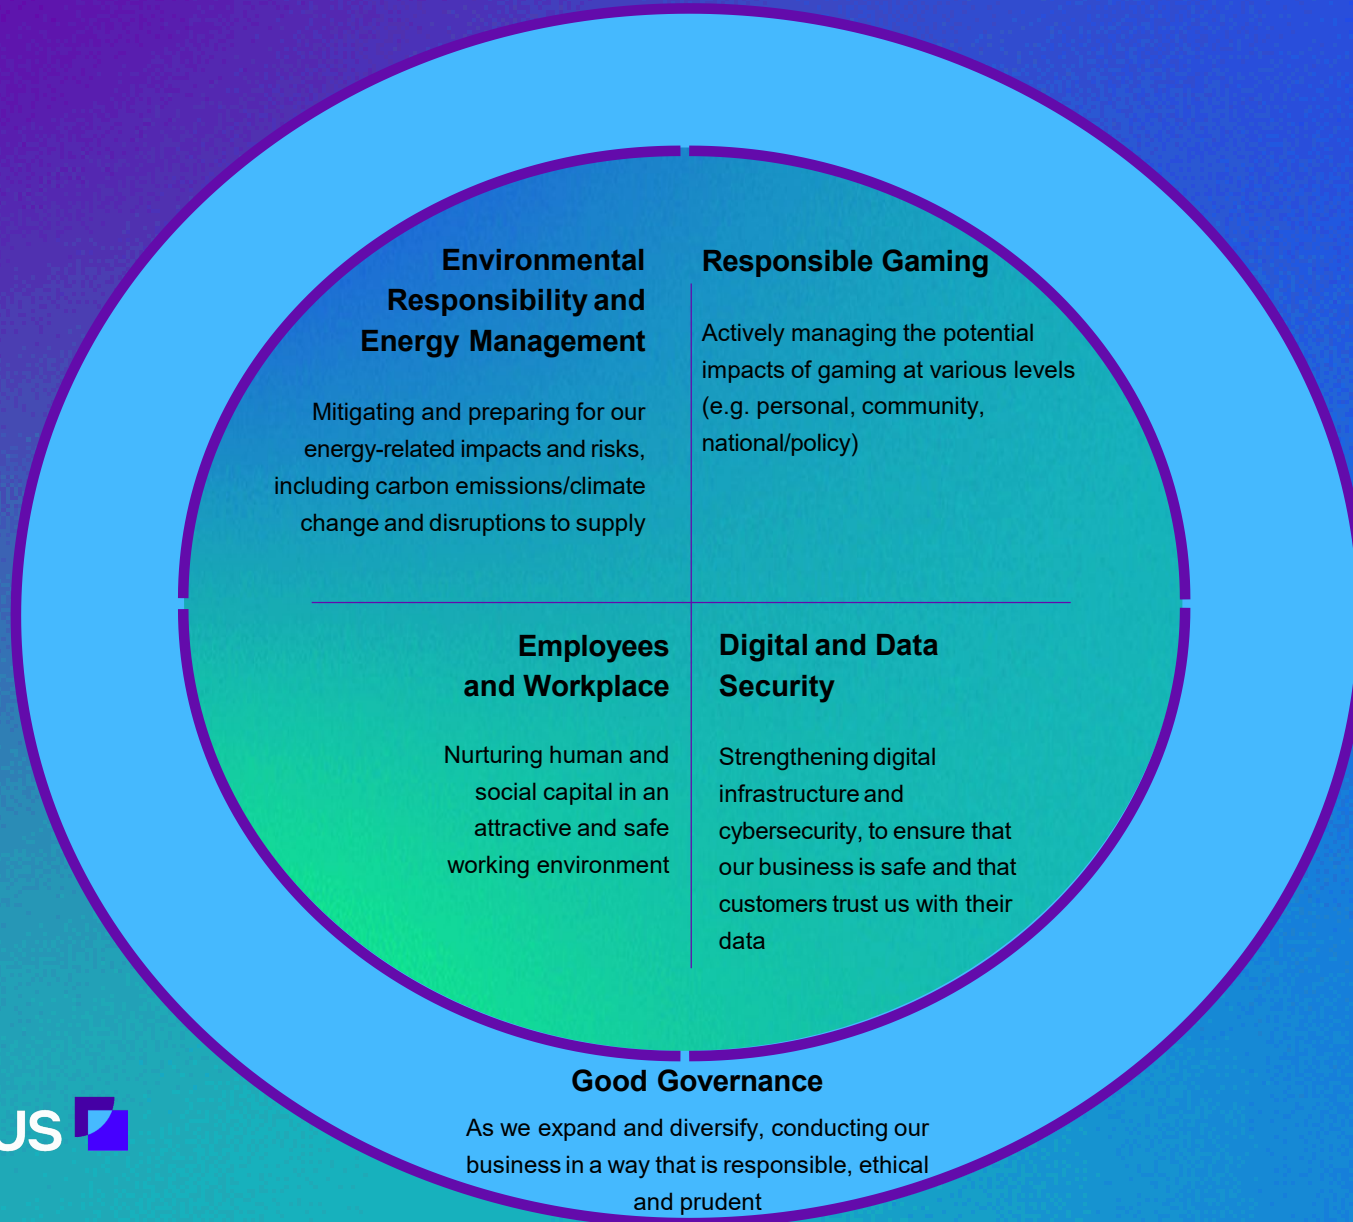 Environmental
Responsibility and
Energy Management
Mitigating and preparing for our
energy-related impacts and risks,
including carbon emissions/climate
change and disruptions to supply
Responsible Gaming
Actively managing the potential
impacts of gaming at various levels
(e.g. personal, community,
national/policy)
Employees
and Workplace
Nurturing human and
social capital in an
attractive and safe
working environment
Digital and Data
Security
Strengthening digital
infrastructure and
cybersecurity, to ensure that
our business is safe and that
customers trust us with their
data
Good Governance
As we expand and diversify, conducting our
business in a way that is responsible, ethical
and prudent